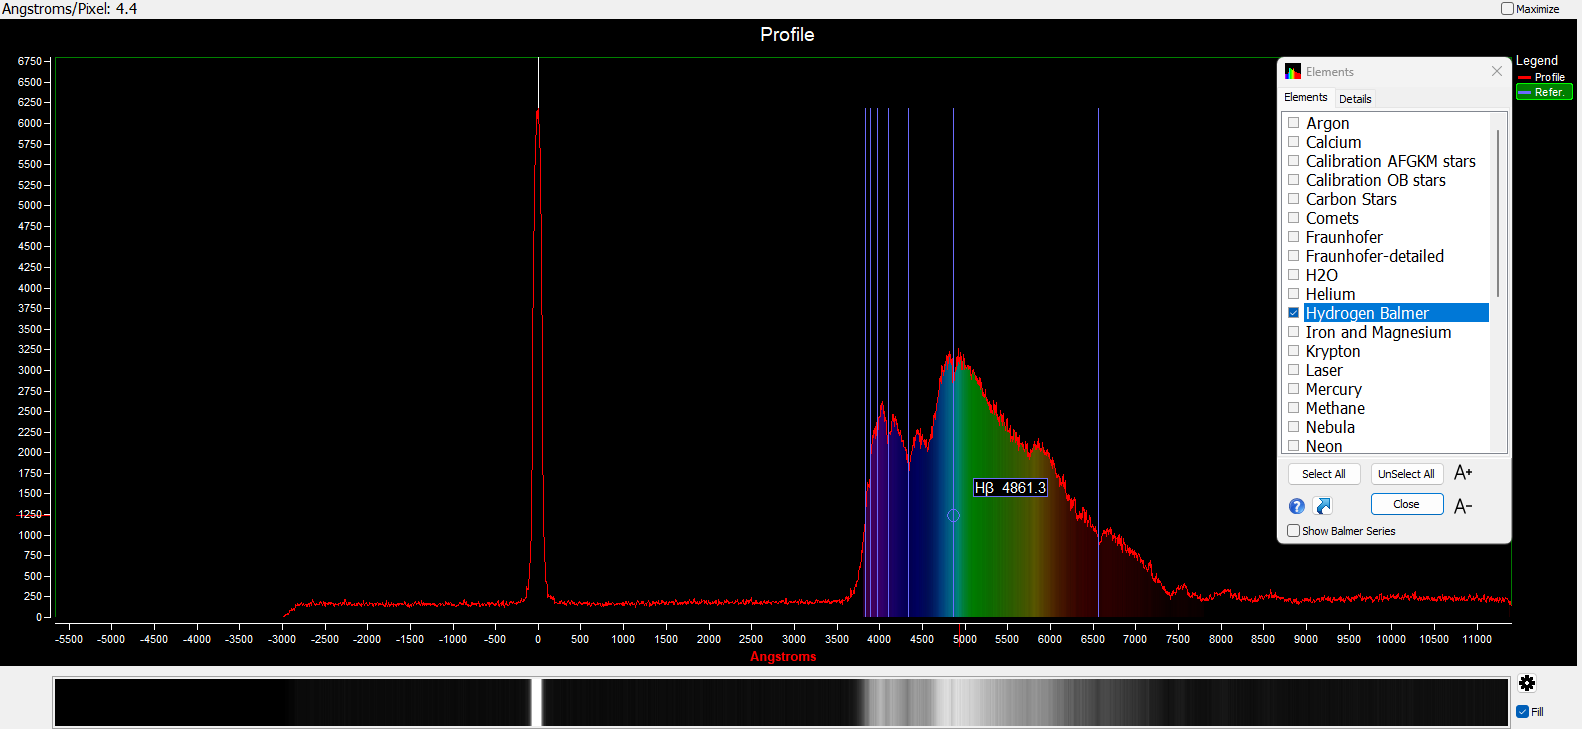 Angstroms/Pixel: 4.4
Maximize
Profile
6750
6500
6250
6000
5750
5500
5250
5000
4750
4500
4250
4000
3750
3500
3250
3000
2750
2500
2250
2000
1750
1500
1250
1000
750
500
250
0
-5500 -5000 -4500 -4000 -3500 -3000 -2500 -2000 -1500 -1000 -500 0 500 1000 1500 2000 2500 3000 3500 4000 4500 5000 5500 6000 6500 7000 7500 8000 8500 9000 9500 10000 10500 11000
Angstroms
Hβ 4861.3
Elements
Elements Details
Argon
Calcium
Calibration AFGKM stars
Calibration OB stars
Carbon Stars
Comets
Fraunhofer
Fraunhofer-detailed
H2O
Helium
Hydrogen Balmer
Iron and Magnesium
Krypton
Laser
Mercury
Methane
Nebula
Neon
Select All UnSelect All A+
? Close A-
Show Balmer Series
Legend
Profile
Refer.
Fill